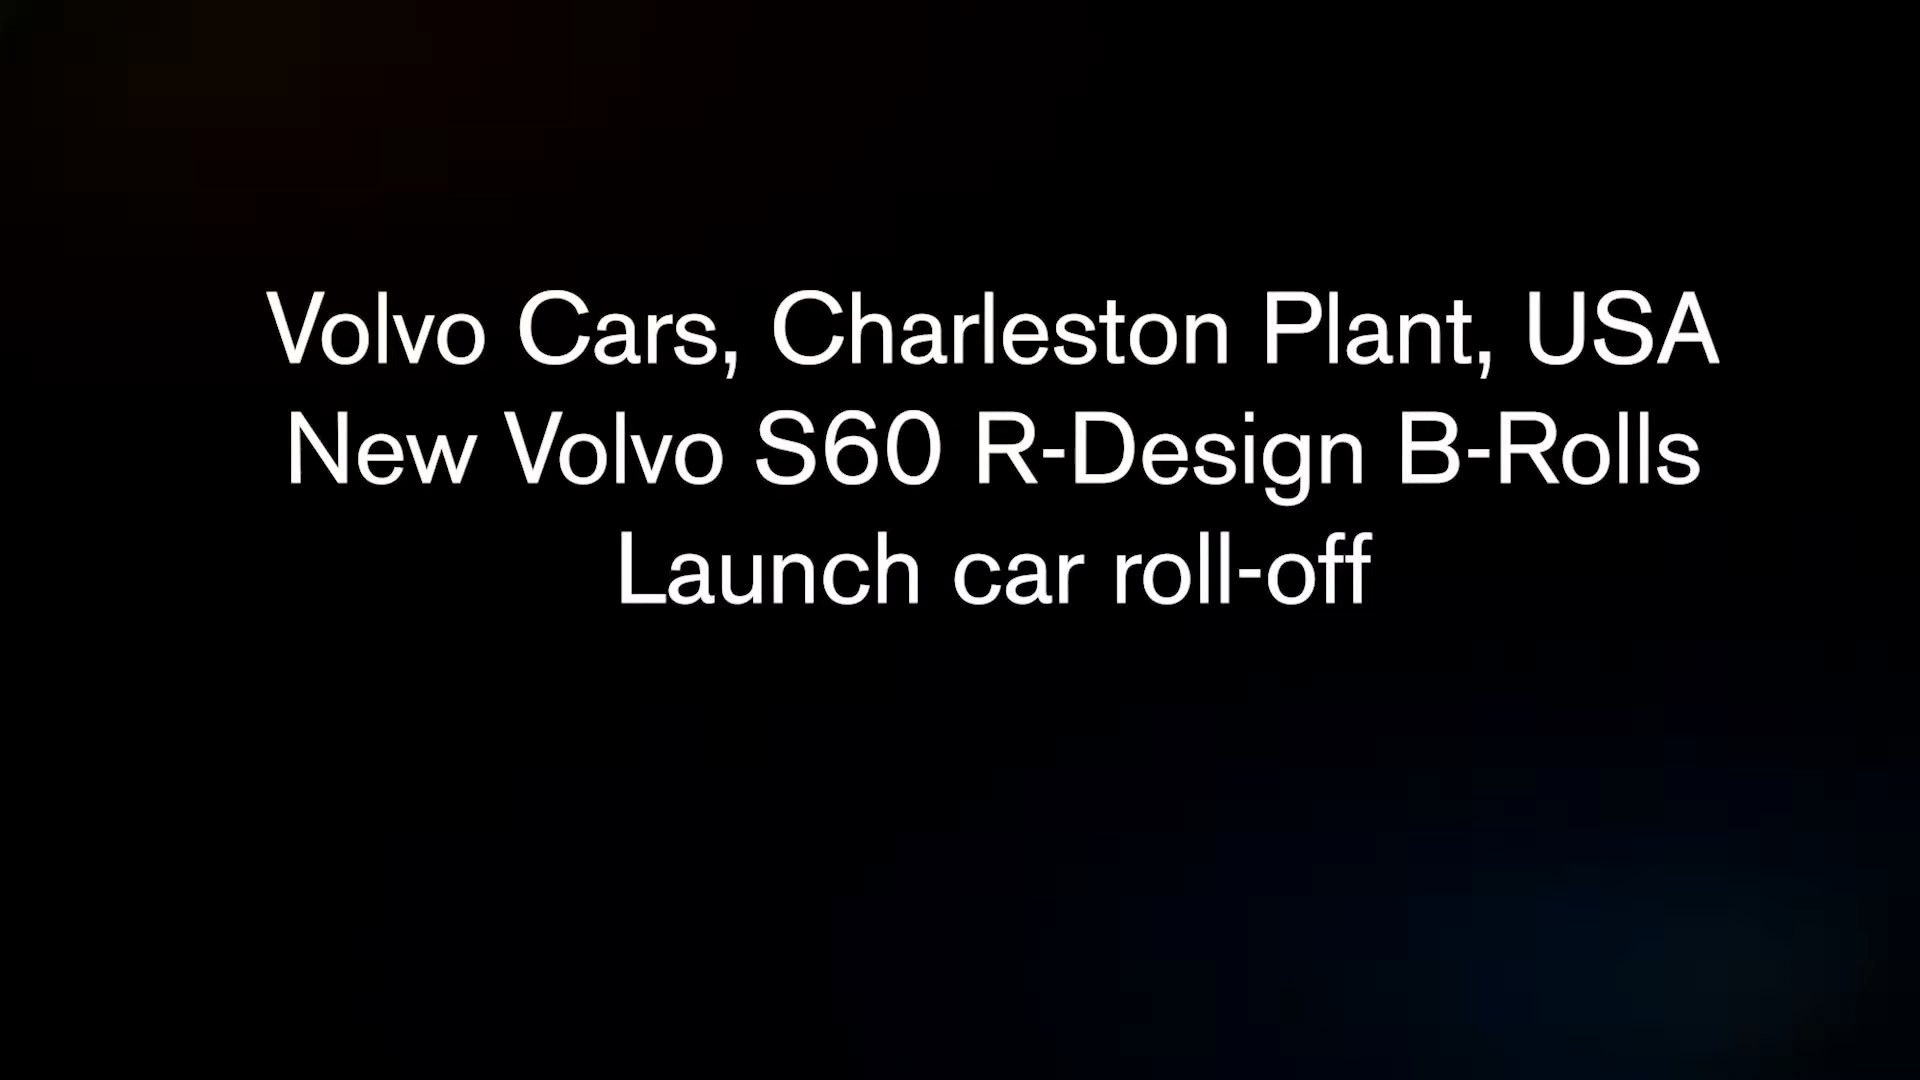 Volvo Cars, Charleston Plant, USA
New Volvo S60 R-Design B-Rolls
Launch car roll-off